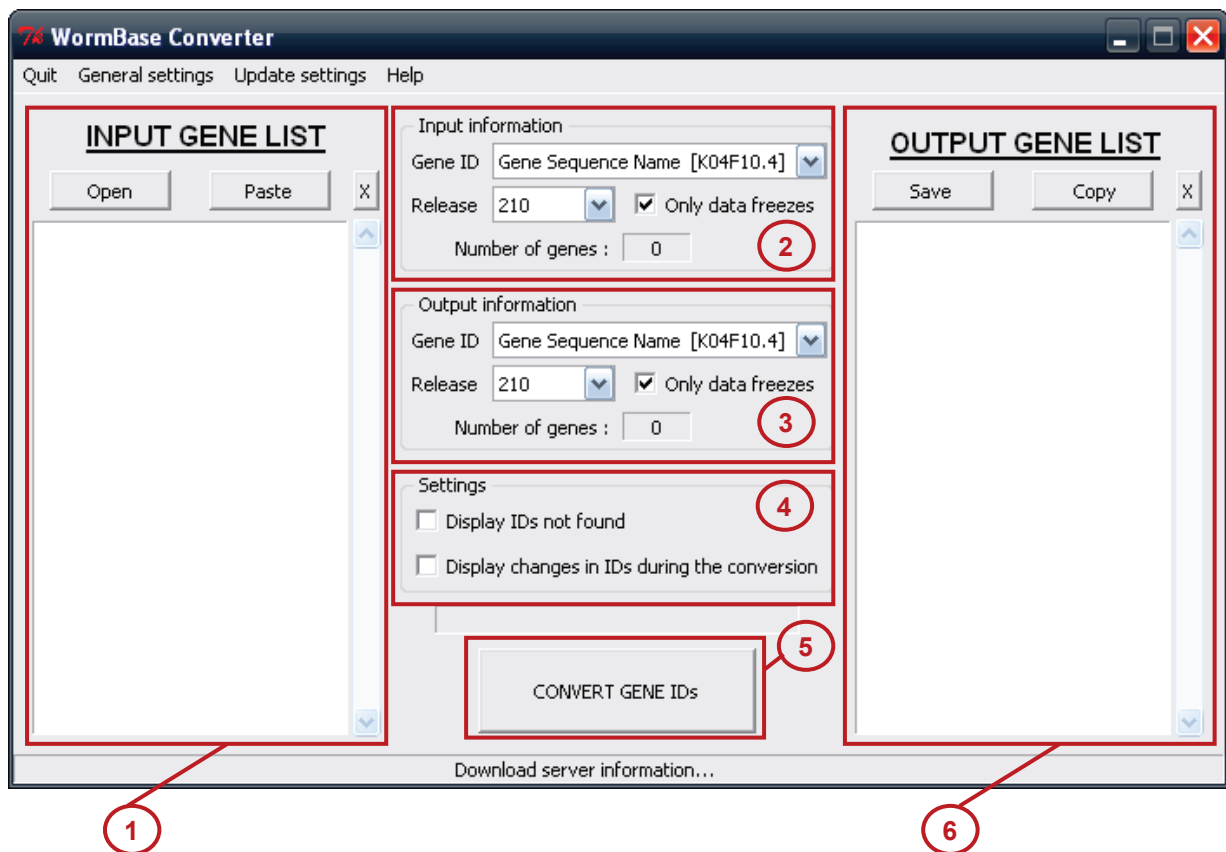 WormBase Converter
Quit General settings Update settings Help
INPUT GENE LIST
Open Paste X
1
Input information
Gene ID Gene Sequence Name [K04F10.4]
Release 210 Only data freezes
Number of genes : 0
2
Output information
Gene ID Gene Sequence Name [K04F10.4]
Release 210 Only data freezes
Number of genes : 0
3
Settings
4
Display IDs not found
Display changes in IDs during the conversion
5
CONVERT GENE IDs
OUTPUT GENE LIST
Save Copy X
6
Download server information...